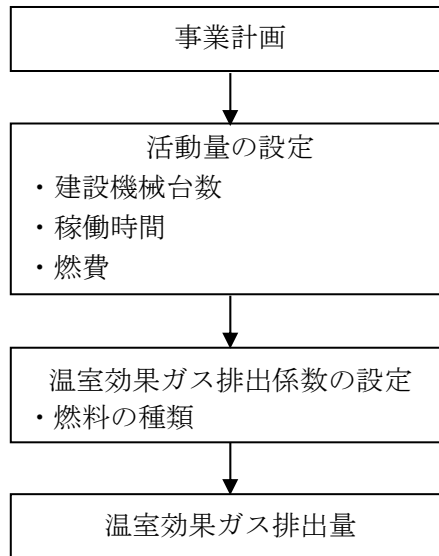 事業計画
活動量の設定
・建設機械台数
・稼働時間
・燃費
温室効果ガス排出係数の設定
・燃料の種類
温室効果ガス排出量